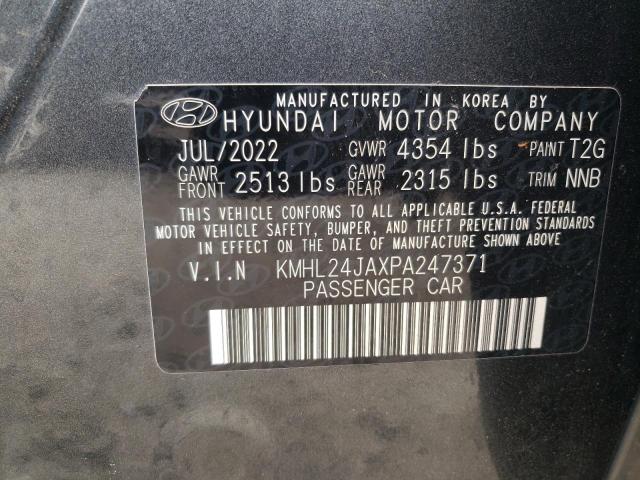 MANUFACTURED IN KOREA BY
HYUNDAI MOTOR COMPANY
JUL/2022 GVWR 4354 lbs PAINT T2G
GAWR FRONT 2513 lbs GAWR REAR 2315 lbs TRIM NNB
THIS VEHICLE CONFORMS TO ALL APPLICABLE U.S.A. FEDERAL
MOTOR VEHICLE SAFETY, BUMPER, AND THEFT PREVENTION STANDARDS
IN EFFECT ON THE DATE OF MANUFACTURE SHOWN ABOVE
V.I.N KMHL24JAXPA247371
PASSENGER CAR